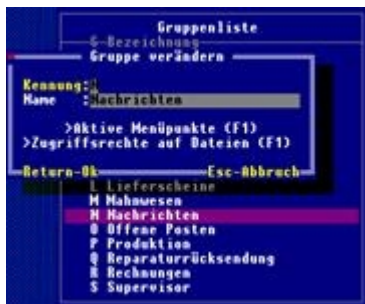 Gruppenliste
G Bezeichnung
Gruppe verändern
Kennung:
Name :Nachrichten
>Aktive Menüpunkte (F1)
>Zugriffsrechte auf Dateien (F1)
Return-Ok Esc-Abbruch
L Lieferscheine
M Mahnwesen
N Nachrichten
O Offene Posten
P Produktion
Q Reparaturrücksendung
R Rechnungen
S Supervisor